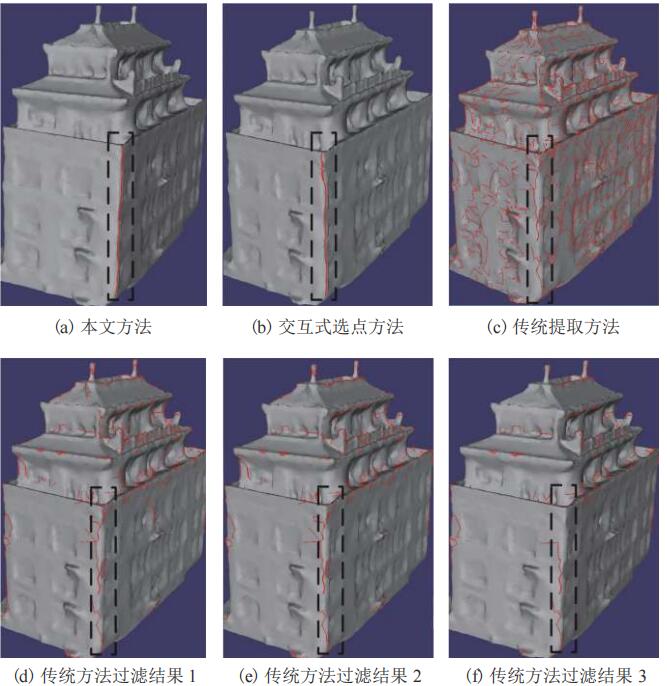 (a) 本文方法
(b) 交互式选点方法
(c) 传统提取方法
(d) 传统方法过滤结果 1
(e) 传统方法过滤结果 2
(f) 传统方法过滤结果 3